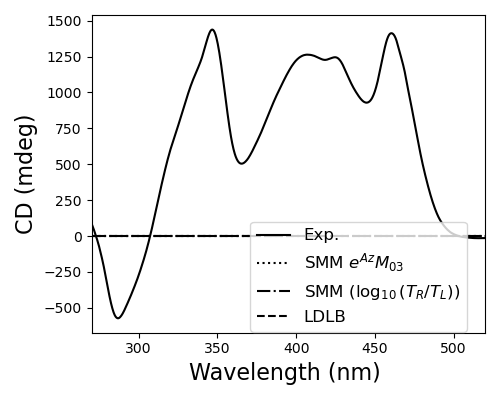 1500
1250
1000
750
500
250
0
−250
−500
CD (mdeg)
Exp.
SMM e^{Az}M_{03}
SMM (log_{10}(T_R/T_L))
LDLB
300 350 400 450 500
Wavelength (nm)